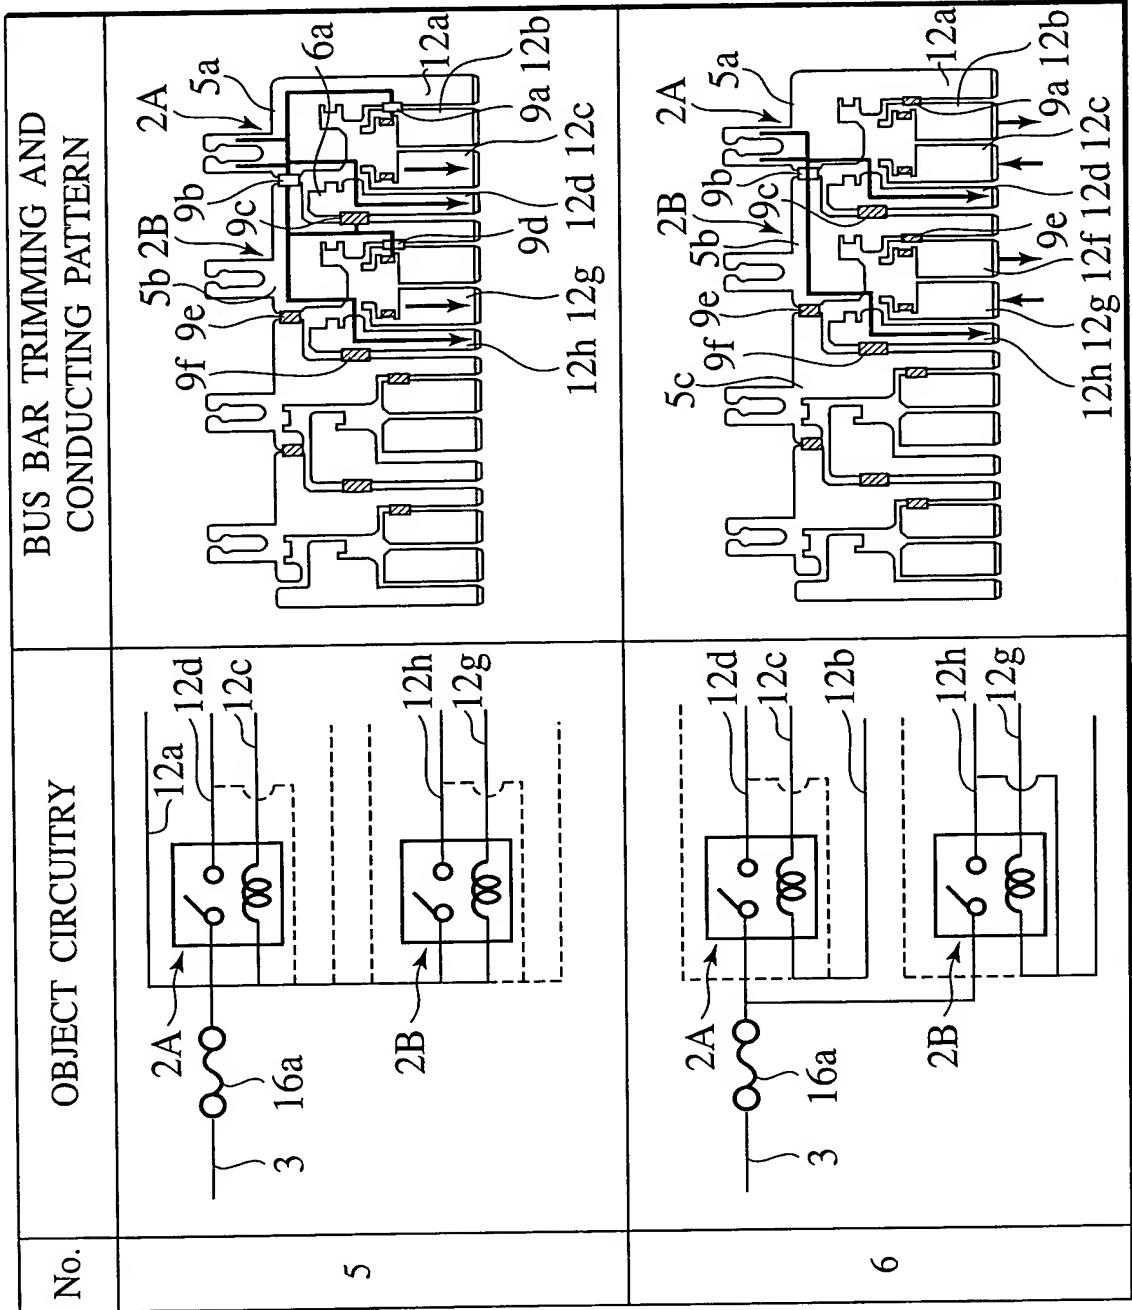 No.
OBJECT CIRCUITRY
BUS BAR TRIMMING AND
CONDUCTING PATTERN
5
3
16a
2A
12a
12d
12c
2B
12h
12g
2A
5a
6a
12a
12b
9a
12c
12d
9b
9c
2B
9d
5b
9e
9f
12g
12h
6
3
16a
2A
12d
12c
12b
2B
12h
12g
2A
5a
12a
12b
9a
12c
12d
9b
9c
2B
5b
9e
12f
9e
9f
5c
12g
12h